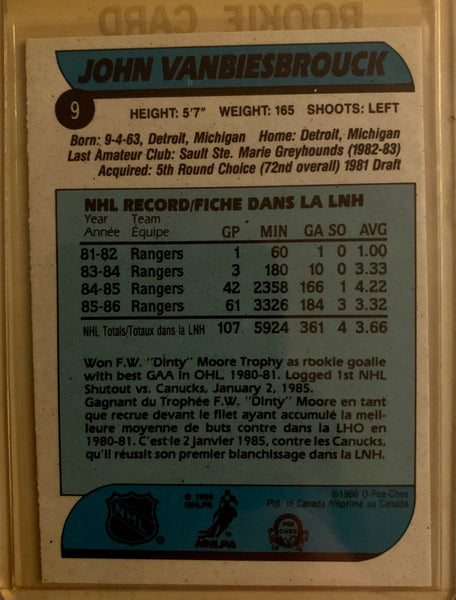 ROOKIE CARD
JOHN VANBIESBROUCK
9
HEIGHT: 5'7" WEIGHT: 165 SHOOTS: LEFT
Born: 9-4-63, Detroit, Michigan Home: Detroit, Michigan
Last Amateur Club: Sault Ste. Marie Greyhounds (1982-83)
Acquired: 5th Round Choice (72nd overall) 1981 Draft
NHL RECORD/FICHE DANS LA LNH
Year Team
Année Équipe GP MIN GA SO AVG
81-82 Rangers 1 60 1 0 1.00
83-84 Rangers 3 180 10 0 3.33
84-85 Rangers 42 2358 166 1 4.22
85-86 Rangers 61 3326 184 3 3.32
NHL Totals/Totaux dans la LNH 107 5924 361 4 3.66
Won F.W. "Dinty" Moore Trophy as rookie goalie
with best GAA in OHL, 1980-81. Logged 1st NHL
Shutout vs. Canucks, January 2, 1985.
Gagnant du Trophée F.W. "Dinty" Moore en tant
que recrue devant le filet ayant accumulé la meil-
leure moyenne de buts contre dans la LHO en
1980-81. C'est le 2 janvier 1985, contre les Canucks,
qu'il réussit son premier blanchissage dans la LNH.
©1986 O-Pee-Chee
Ptd. in Canada Imprimé au Canada
© 1986
NHLPA
NHL
NHLPA
O PEE CHEE